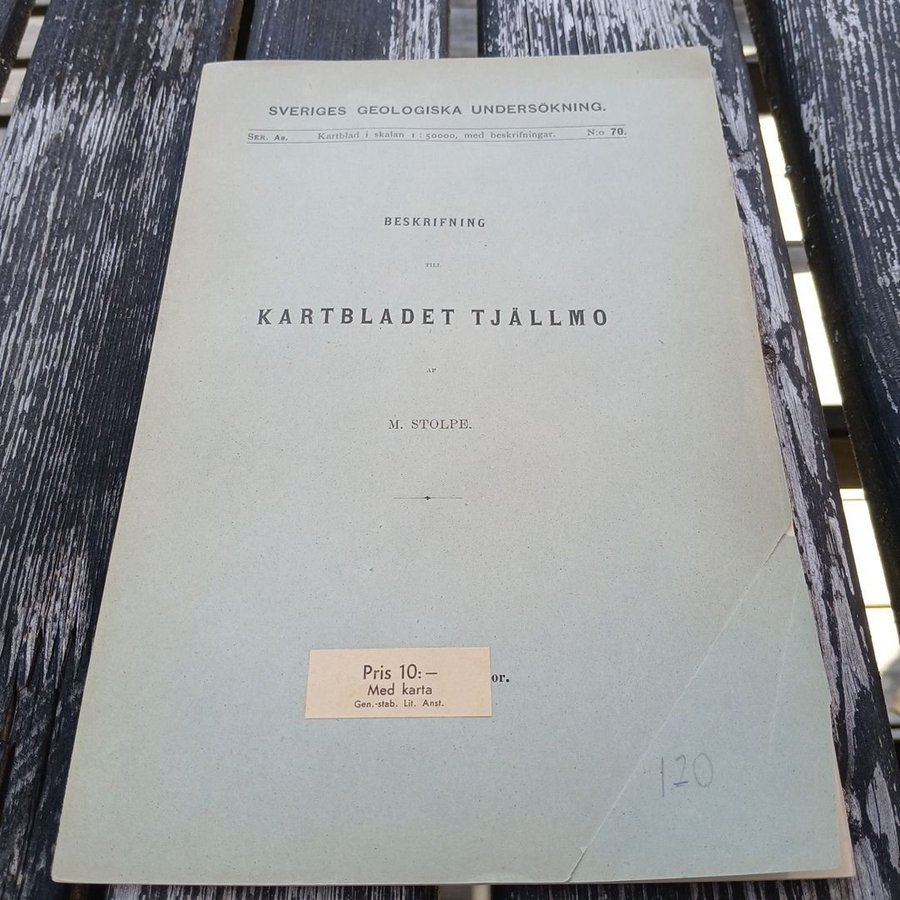 SVERIGES GEOLOGISKA UNDERSÖKNING.
SER. Aa. Kartblad i skalan 1 : 50000, med beskrifningar. N:o 70.
BESKRIFNING
TILL
KARTBLADET TJÄLLMO
AF
M. STOLPE.
or.
Pris 10:—
Med karta
Gen.-stab. Lit. Anst.
120